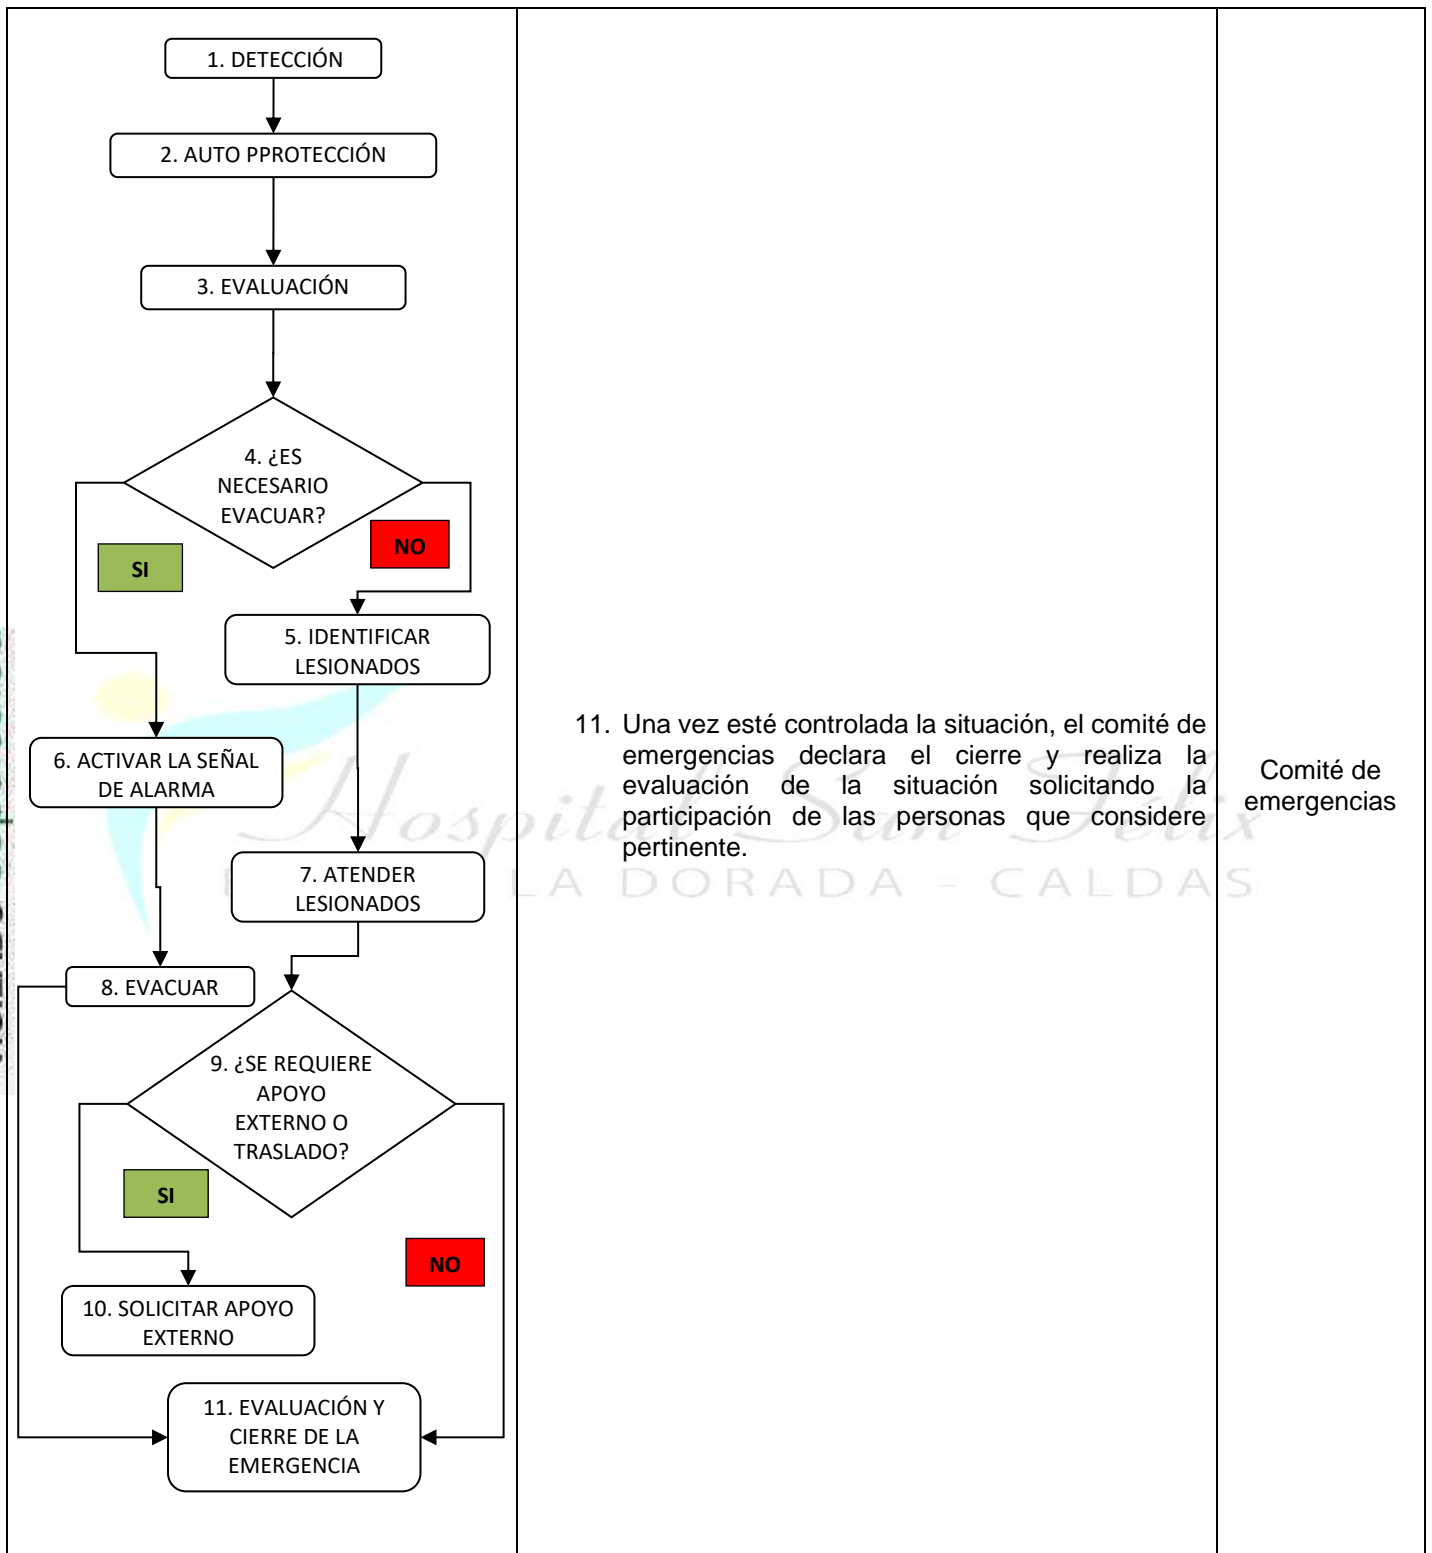 1. DETECCIÓN
2. AUTO PPROTECCIÓN
3. EVALUACIÓN
4. ¿ES
NECESARIO
EVACUAR?
SI
NO
5. IDENTIFICAR
LESIONADOS
6. ACTIVAR LA SEÑAL
DE ALARMA
7. ATENDER
LESIONADOS
8. EVACUAR
9. ¿SE REQUIERE
APOYO
EXTERNO O
TRASLADO?
SI
NO
10. SOLICITAR APOYO
EXTERNO
11. EVALUACIÓN Y
CIERRE DE LA
EMERGENCIA
11. Una vez esté controlada la situación, el comité de
emergencias declara el cierre y realiza la
evaluación de la situación solicitando la
participación de las personas que considere
pertinente.
Comité de
emergencias
Hospital San Félix
LA DORADA - CALDAS